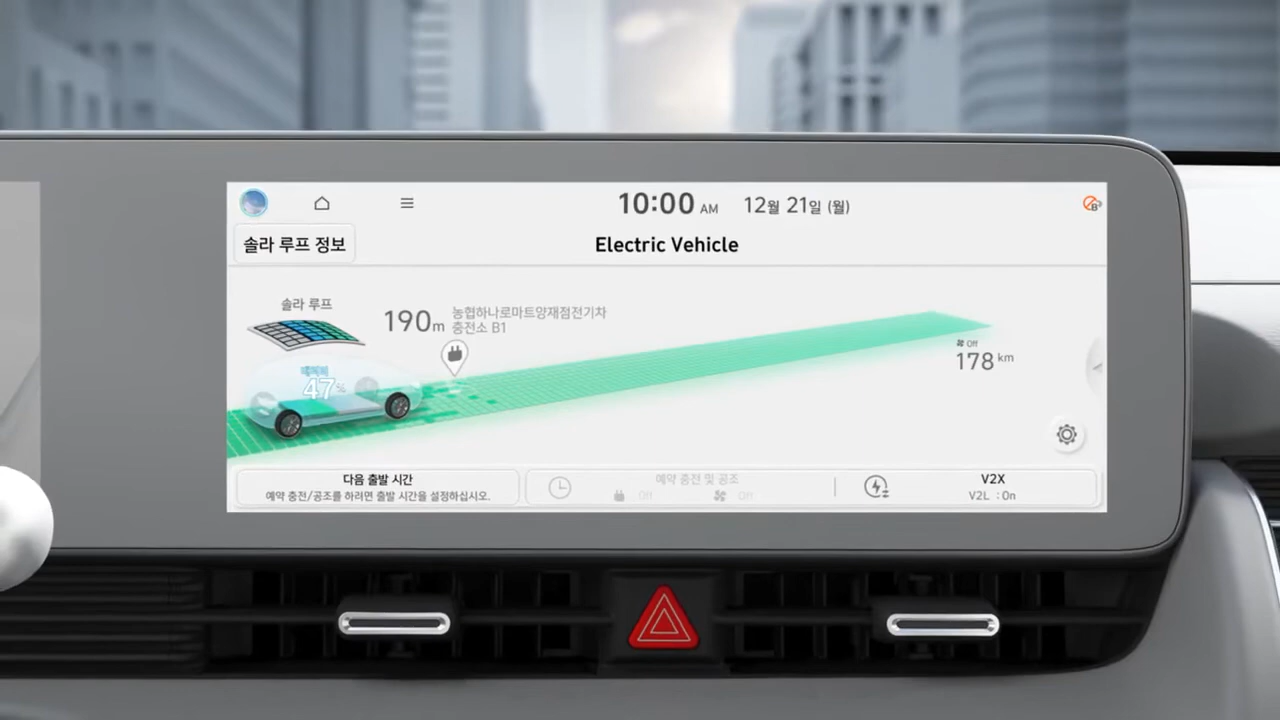 10:00 AM 12월 21일 (월)
솔라 루프 정보
Electric Vehicle
솔라 루프
190m
농협하나로마트양재점전기차
충전소 B1
배터리
47%
Off
178 km
다음 출발 시간
예약 충전/공조를 하려면 출발 시간을 설정하십시오.
예약 충전 및 공조
Off
Off
V2X
V2L : On